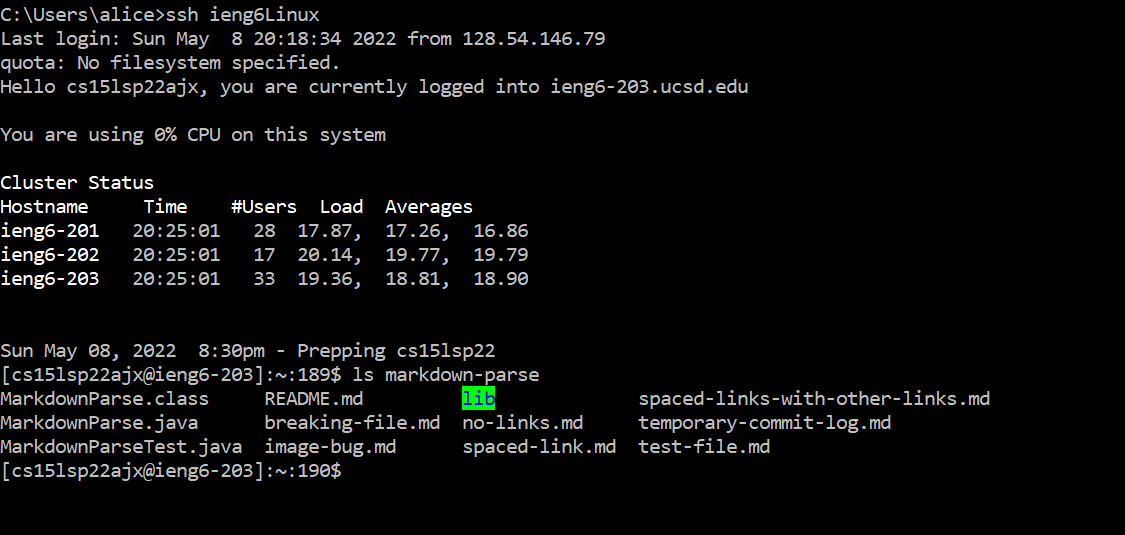 C:\Users\alice>ssh ieng6Linux
Last login: Sun May  8 20:18:34 2022 from 128.54.146.79
quota: No filesystem specified.
Hello cs15lsp22ajx, you are currently logged into ieng6-203.ucsd.edu
You are using 0% CPU on this system
Cluster Status
Hostname     Time    #Users  Load  Averages
ieng6-201   20:25:01   28  17.87,  17.26,  16.86
ieng6-202   20:25:01   17  20.14,  19.77,  19.79
ieng6-203   20:25:01   33  19.36,  18.81,  18.90
Sun May 08, 2022  8:30pm - Prepping cs15lsp22
[cs15lsp22ajx@ieng6-203]:~:189$ ls markdown-parse
MarkdownParse.class     README.md         lib             spaced-links-with-other-links.md
MarkdownParse.java      breaking-file.md  no-links.md     temporary-commit-log.md
MarkdownParseTest.java  image-bug.md      spaced-link.md  test-file.md
[cs15lsp22ajx@ieng6-203]:~:190$